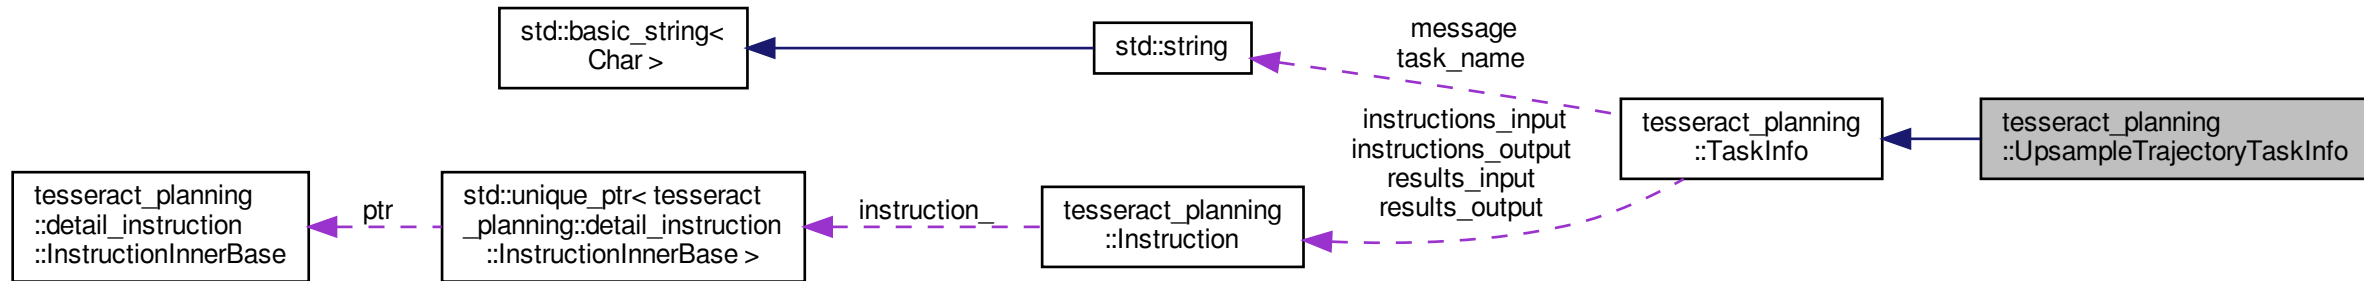 std::basic_string<
Char >
std::string
message
task_name
instructions_input
instructions_output
results_input
results_output
tesseract_planning
::TaskInfo
tesseract_planning
::UpsampleTrajectoryTaskInfo
tesseract_planning
::detail_instruction
::InstructionInnerBase
ptr
std::unique_ptr< tesseract
_planning::detail_instruction
::InstructionInnerBase >
instruction_
tesseract_planning
::Instruction